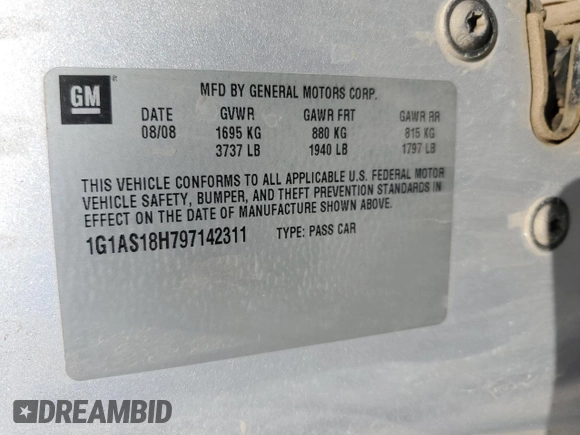 GM
MFD BY GENERAL MOTORS CORP.
DATE GVWR GAWR FRT GAWR RR
08/08 1695 KG 880 KG 815 KG
3737 LB 1940 LB 1797 LB
THIS VEHICLE CONFORMS TO ALL APPLICABLE U.S. FEDERAL MOTOR
VEHICLE SAFETY, BUMPER, AND THEFT PREVENTION STANDARDS IN
EFFECT ON THE DATE OF MANUFACTURE SHOWN ABOVE.
1G1AS18H797142311 TYPE: PASS CAR
DREAMBID